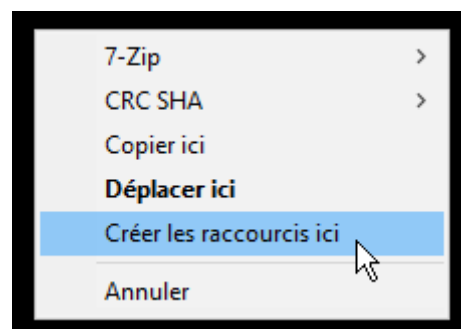 7-Zip
CRC SHA
Copier ici
Déplacer ici
Créer les raccourcis ici
Annuler